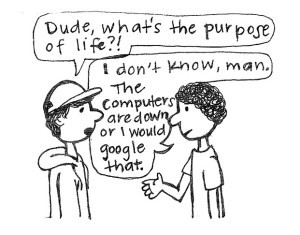 Dude, what's the purpose
of life?!
I don't know, man.
The
computers
are down
or I would
google
that.